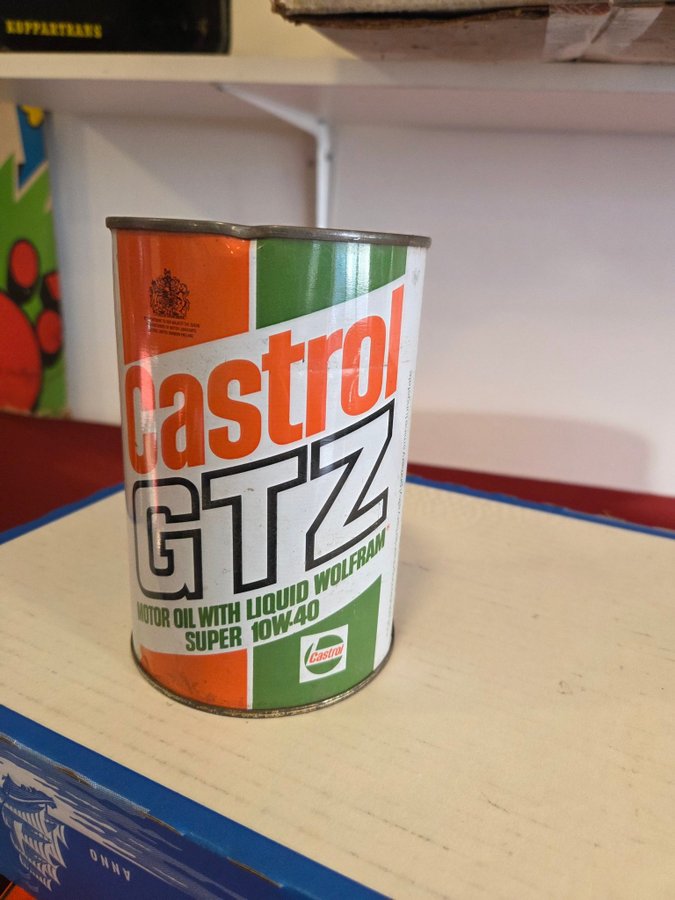 KOPPARTRANS
Castrol
GTZ
MOTOR OIL WITH LIQUID WOLFRAM
SUPER 10W-40
Castrol
ANNO